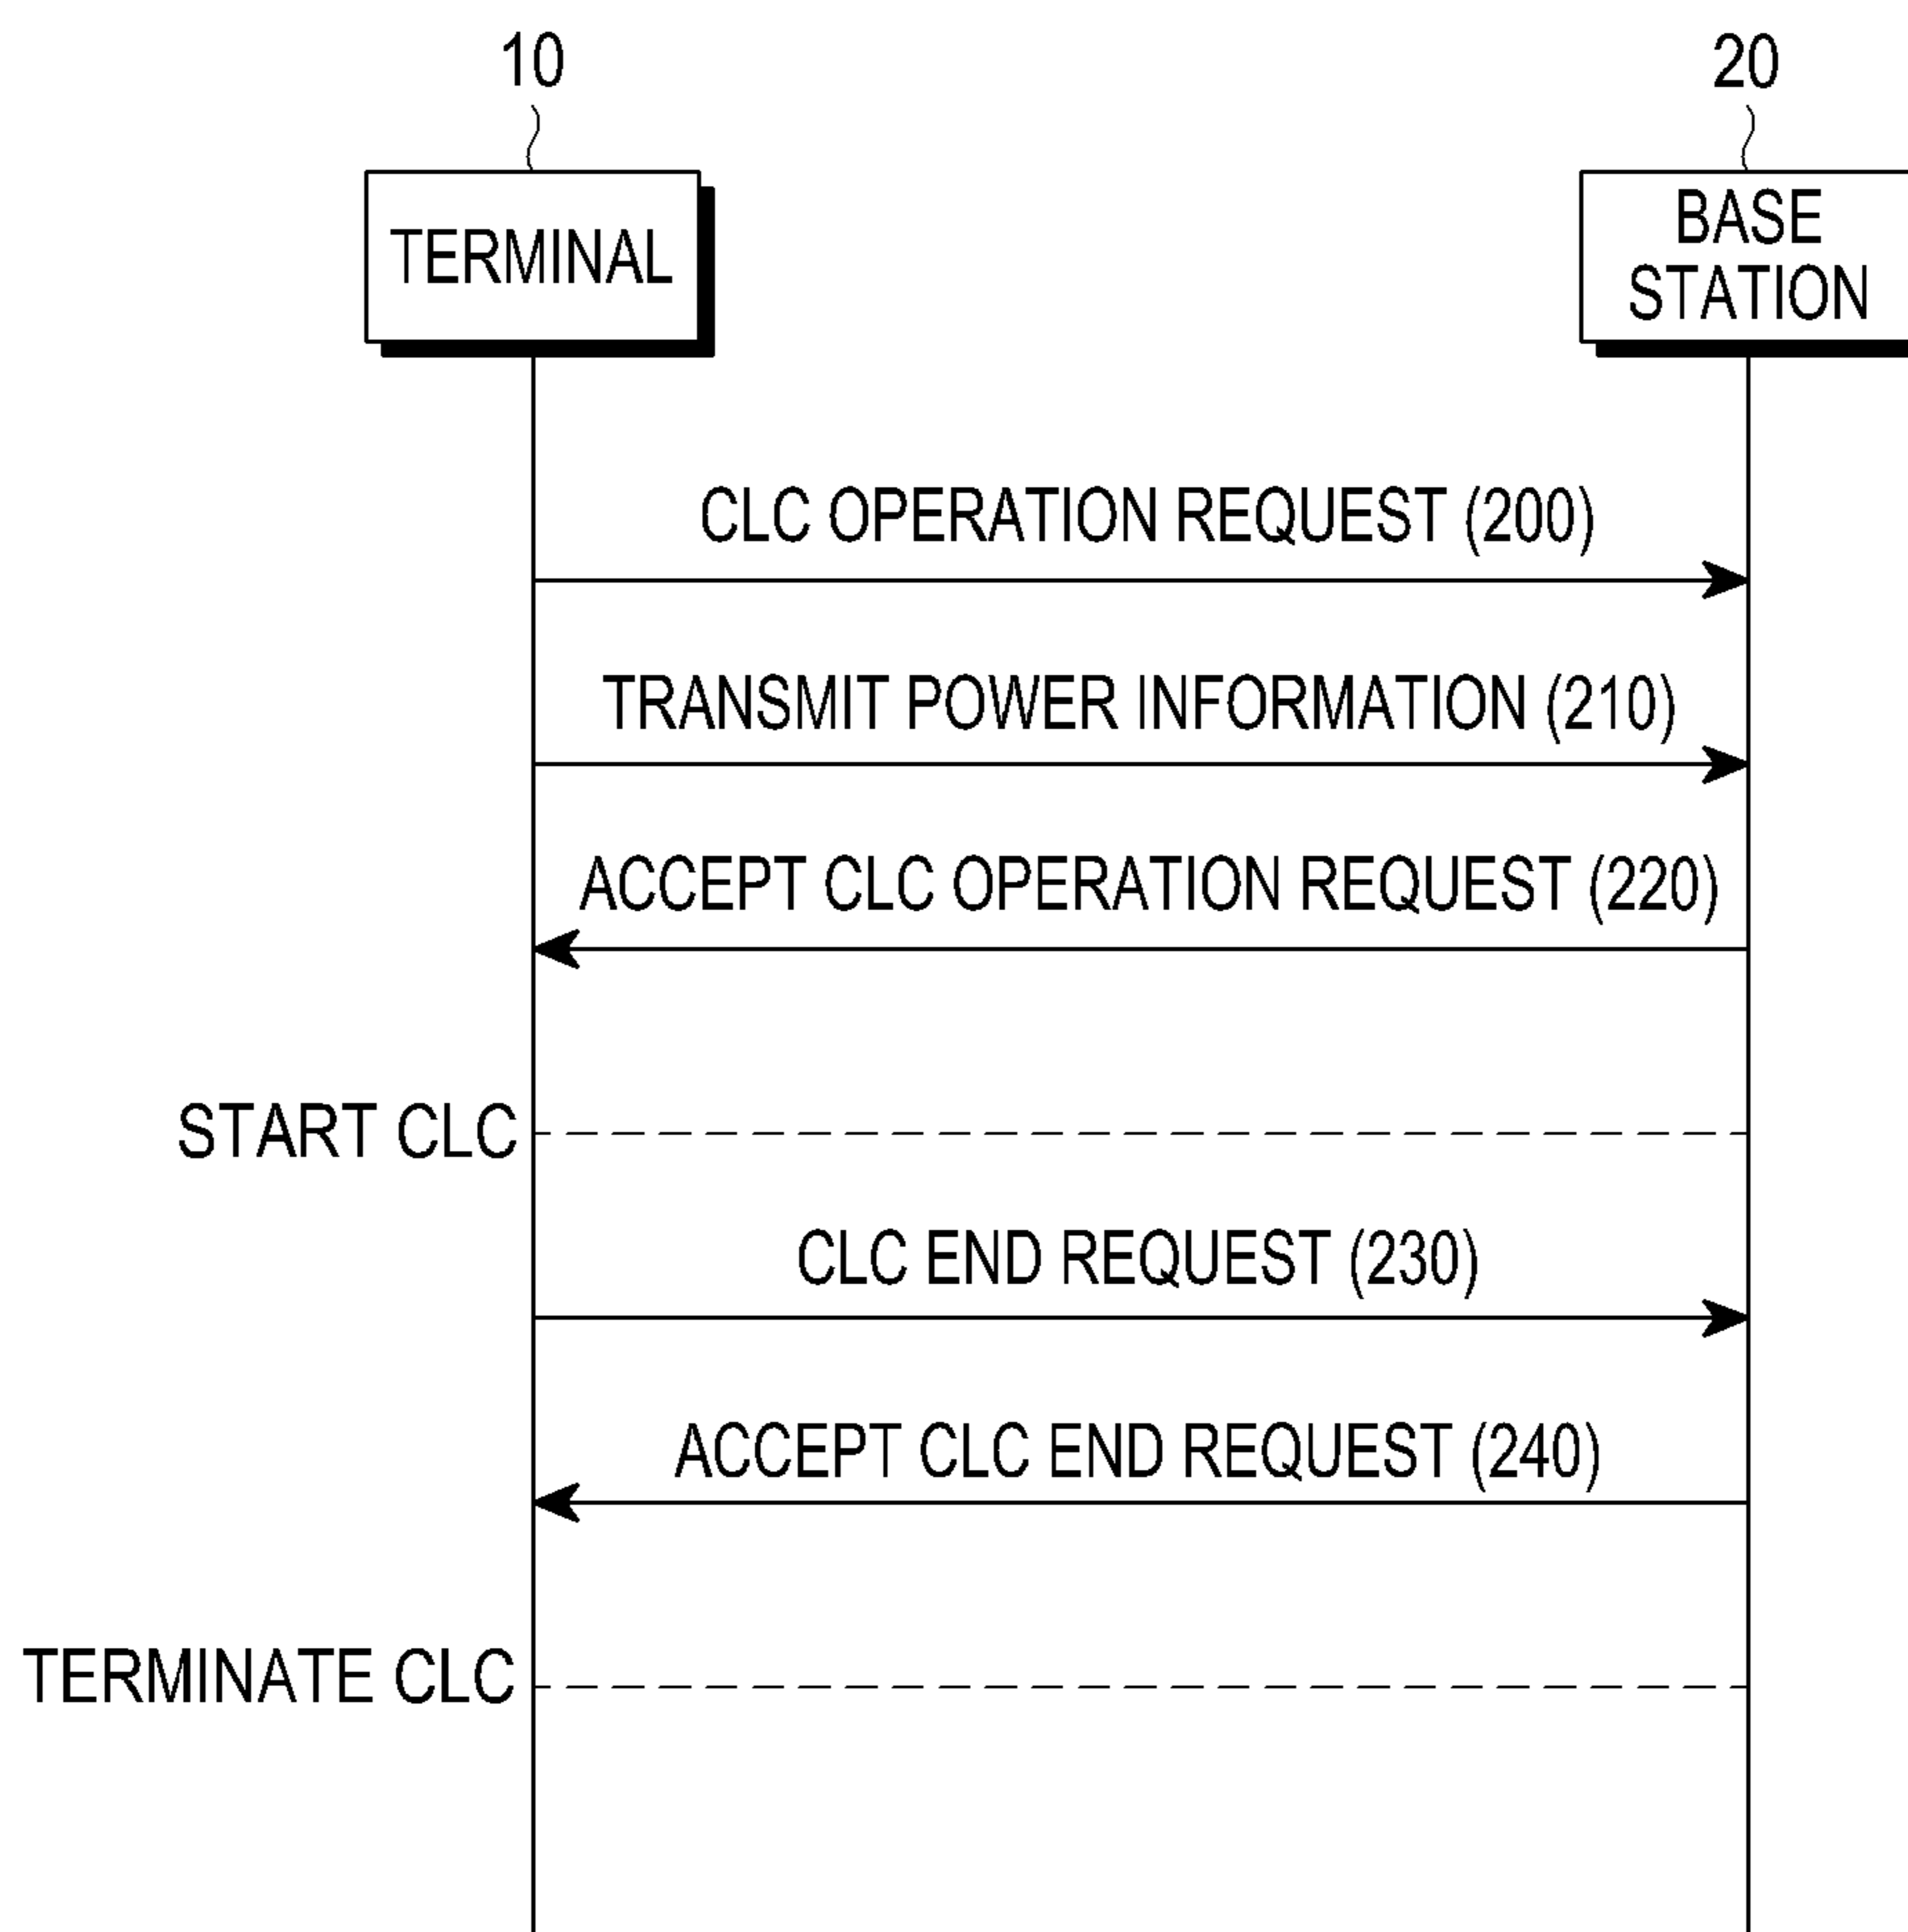 10
20
TERMINAL
BASE
STATION
CLC OPERATION REQUEST (200)
TRANSMIT POWER INFORMATION (210)
ACCEPT CLC OPERATION REQUEST (220)
START CLC
CLC END REQUEST (230)
ACCEPT CLC END REQUEST (240)
TERMINATE CLC